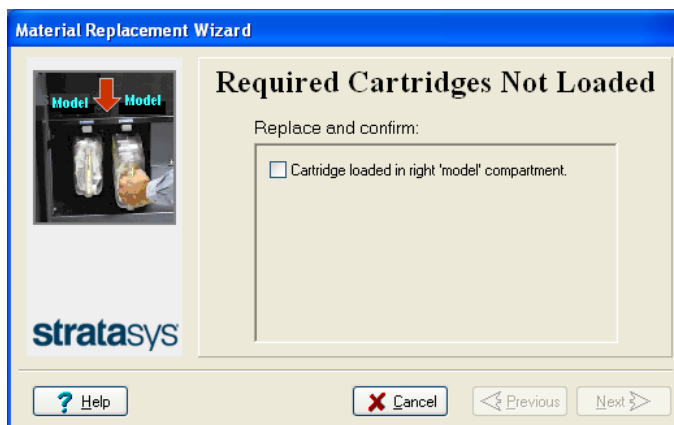 Material Replacement Wizard
Required Cartridges Not Loaded
Model Model
Replace and confirm:
Cartridge loaded in right 'model' compartment.
stratasys
Help
Cancel
Previous
Next